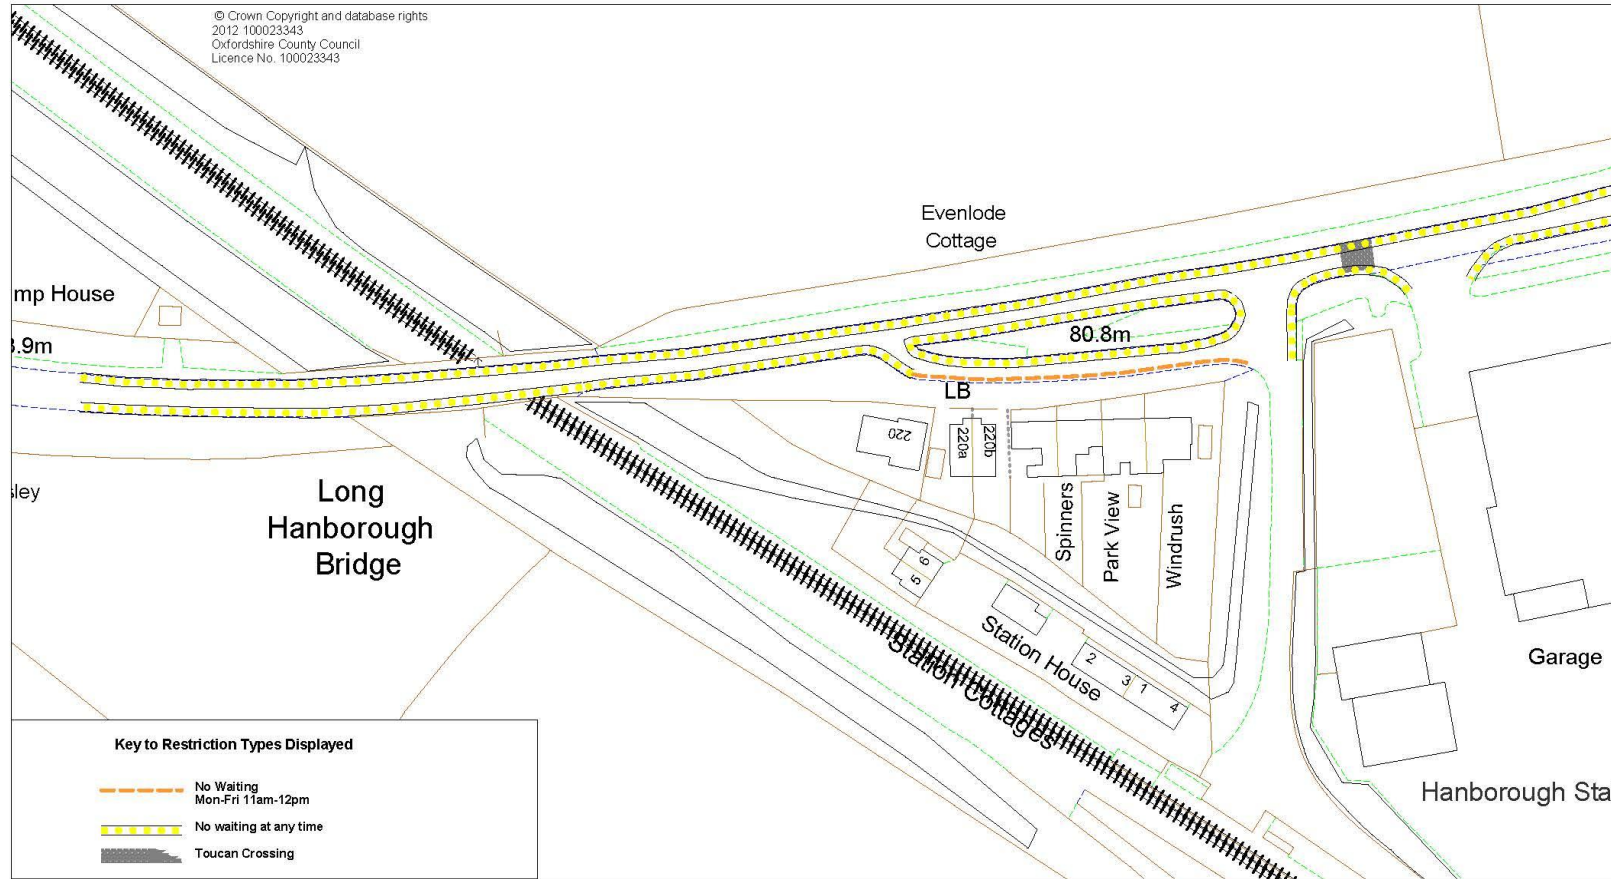 © Crown Copyright and database rights
2012 100023343
Oxfordshire County Council
Licence No. 100023343
Evenlode
Cottage
mp House
3.9m
80.8m
LB
220
220a
220b
sley
Long
Hanborough
Bridge
Spinners
Park View
Windrush
6
5
Station House
Station Cottages
2
3
1
4
Garage
Hanborough Sta
Key to Restriction Types Displayed
No Waiting
Mon-Fri 11am-12pm
No waiting at any time
Toucan Crossing